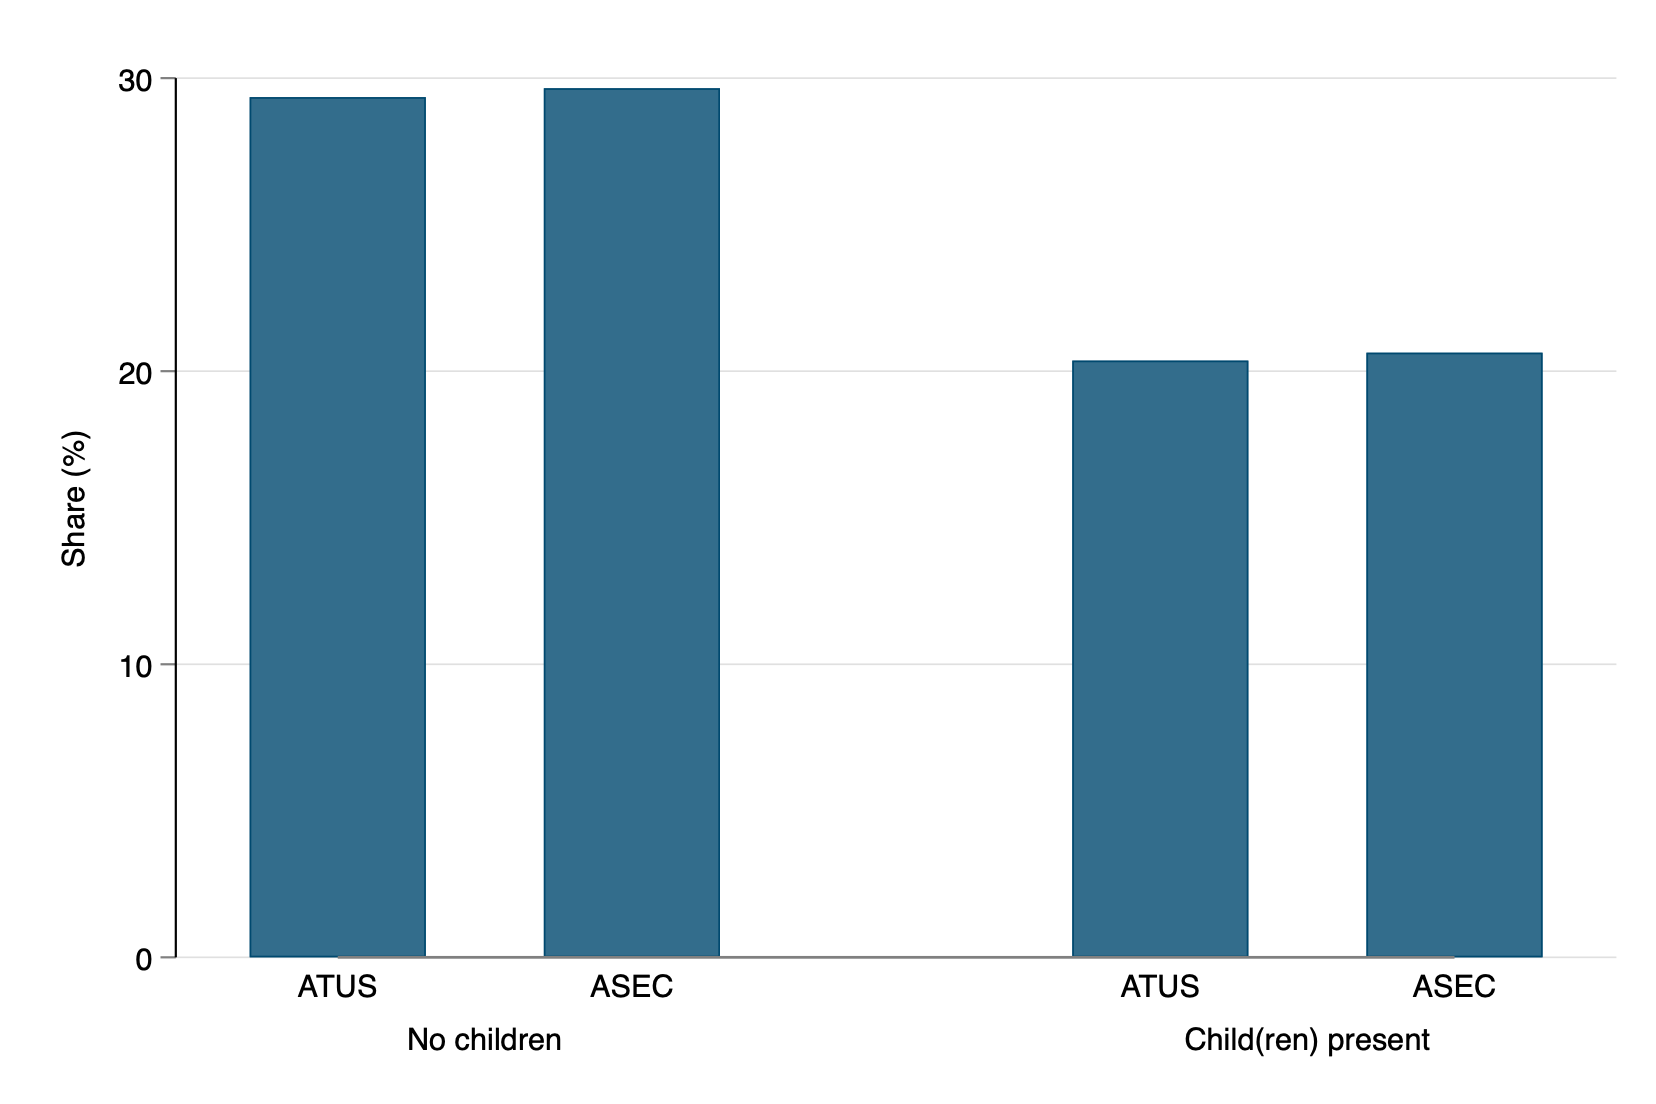 30
20
10
0
Share (%)
ATUS
ASEC
ATUS
ASEC
No children
Child(ren) present